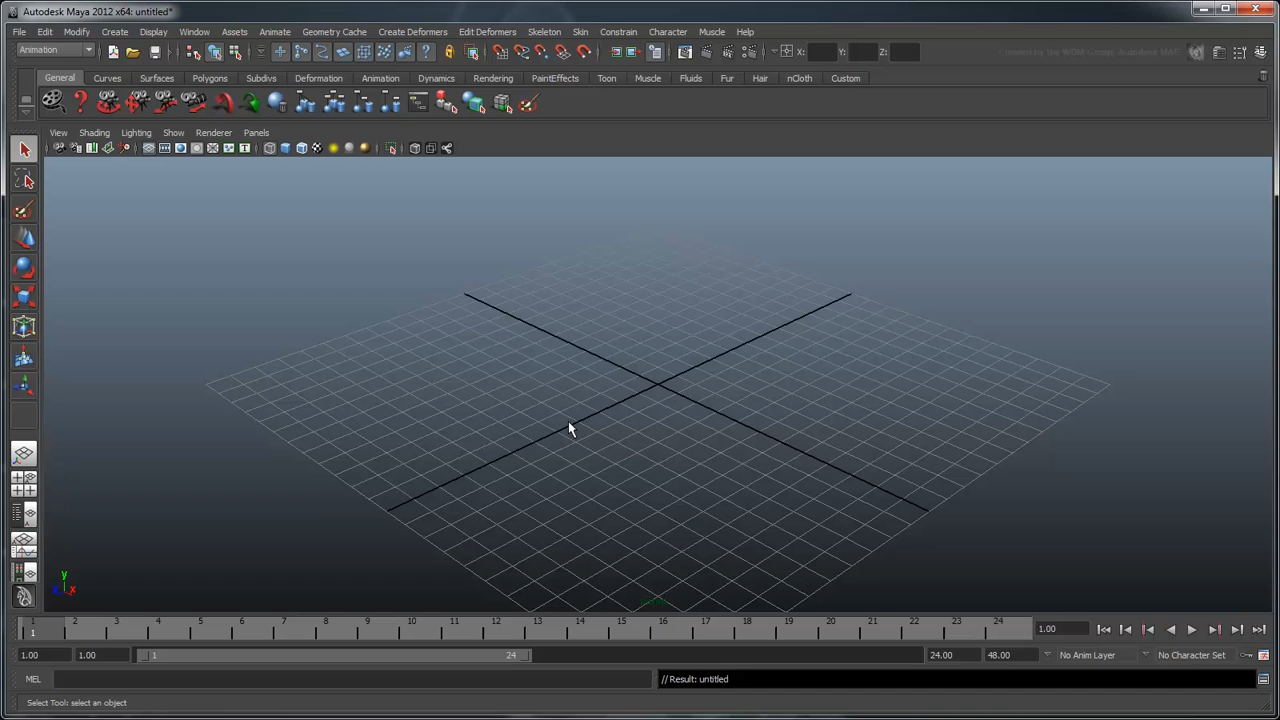 Autodesk Maya 2012 x64: untitled*
File Edit Modify Create Display Window Assets Animate Geometry Cache Create Deformers Edit Deformers Skeleton Skin Constrain Character Muscle Help
Animation X: Y: Z:
General Curves Surfaces Polygons Subdivs Deformation Animation Dynamics Rendering PaintEffects Toon Muscle Fluids Fur Hair nCloth Custom
View Shading Lighting Show Renderer Panels
y
x
1 2 3 4 5 6 7 8 9 10 11 12 13 14 15 16 17 18 19 20 21 22 23 24
1 1.00
1.00 1.00 1 24 24.00 48.00 No Anim Layer No Character Set
MEL // Result: untitled
Select Tool: select an object